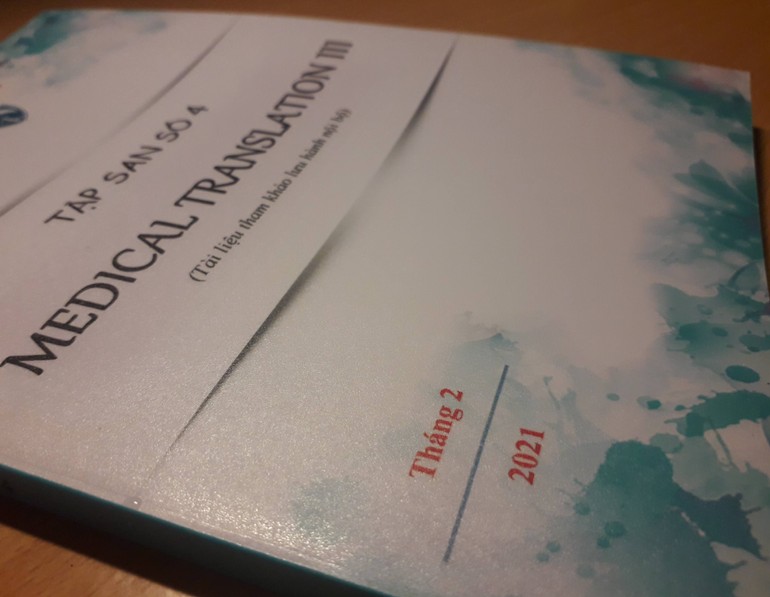 TẬP SAN SỐ 4
MEDICAL TRANSLATION III
(Tài liệu tham khảo lưu hành nội bộ)
Tháng 2
2021